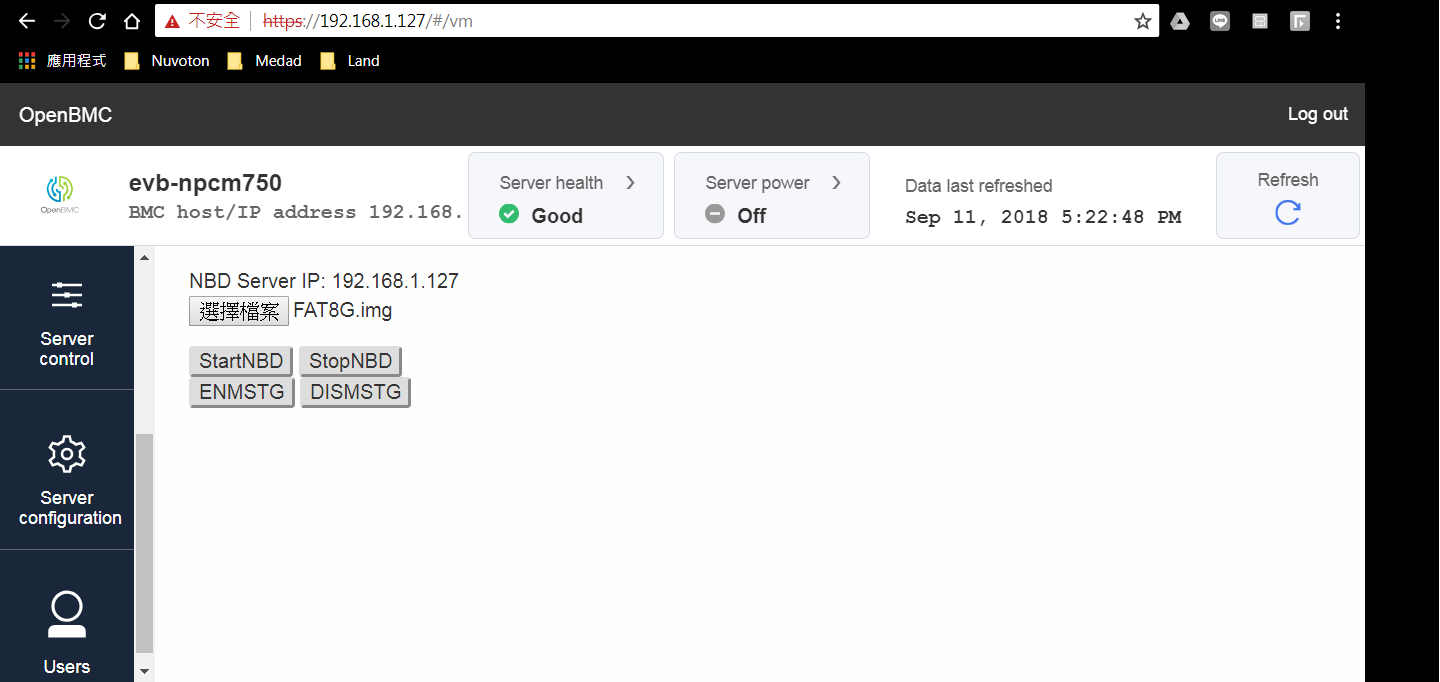 不安全 https://192.168.1.127/#/vm
應用程式 Nuvoton Medad Land
OpenBMC Log out
OpenBMC
evb-npcm750
BMC host/IP address 192.168.
Server health
Good
Server power
Off
Data last refreshed
Sep 11, 2018 5:22:48 PM
Refresh
Server
control
Server
configuration
Users
NBD Server IP: 192.168.1.127
選擇檔案 FAT8G.img
StartNBD StopNBD
ENMSTG DISMSTG